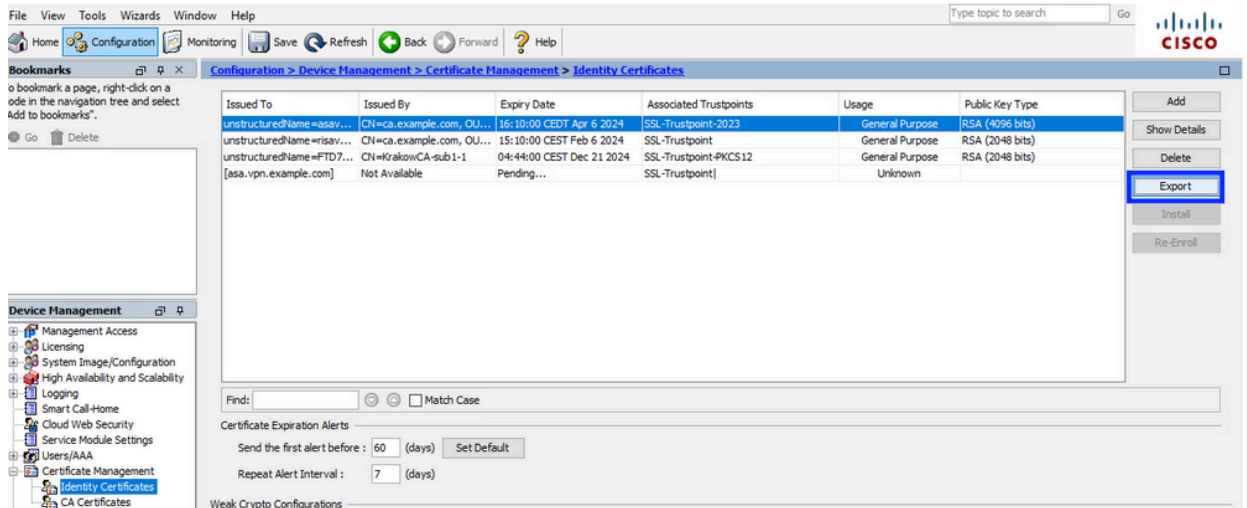 File View Tools Wizards Window Help
Type topic to search Go
Home Configuration Monitoring Save Refresh Back Forward Help
CISCO
Bookmarks
o bookmark a page, right-click on a
ode in the navigation tree and select
Add to bookmarks".
Go Delete
Configuration > Device Management > Certificate Management > Identity Certificates
Issued To Issued By Expiry Date Associated Trustpoints Usage Public Key Type
unstructuredName=asav... CN=ca.example.com, OU... 16:10:00 CEDT Apr 6 2024 SSL-Trustpoint-2023 General Purpose RSA (4096 bits)
unstructuredName=risav... CN=ca.example.com, OU... 15:10:00 CEST Feb 6 2024 SSL-Trustpoint General Purpose RSA (2048 bits)
unstructuredName=FTD7... CN=KrakowCA-sub1-1 04:44:00 CEST Dec 21 2024 SSL-Trustpoint-PKCS12 General Purpose RSA (2048 bits)
[asa.vpn.example.com] Not Available Pending... SSL-Trustpoint| Unknown
Add
Show Details
Delete
Export
Install
Re-Enroll
Device Management
Management Access
Licensing
System Image/Configuration
High Availability and Scalability
Logging
Smart Call-Home
Cloud Web Security
Service Module Settings
Users/AAA
Certificate Management
Identity Certificates
CA Certificates
Find: Match Case
Certificate Expiration Alerts
Send the first alert before : 60 (days) Set Default
Repeat Alert Interval : 7 (days)
Weak Crypto Configurations